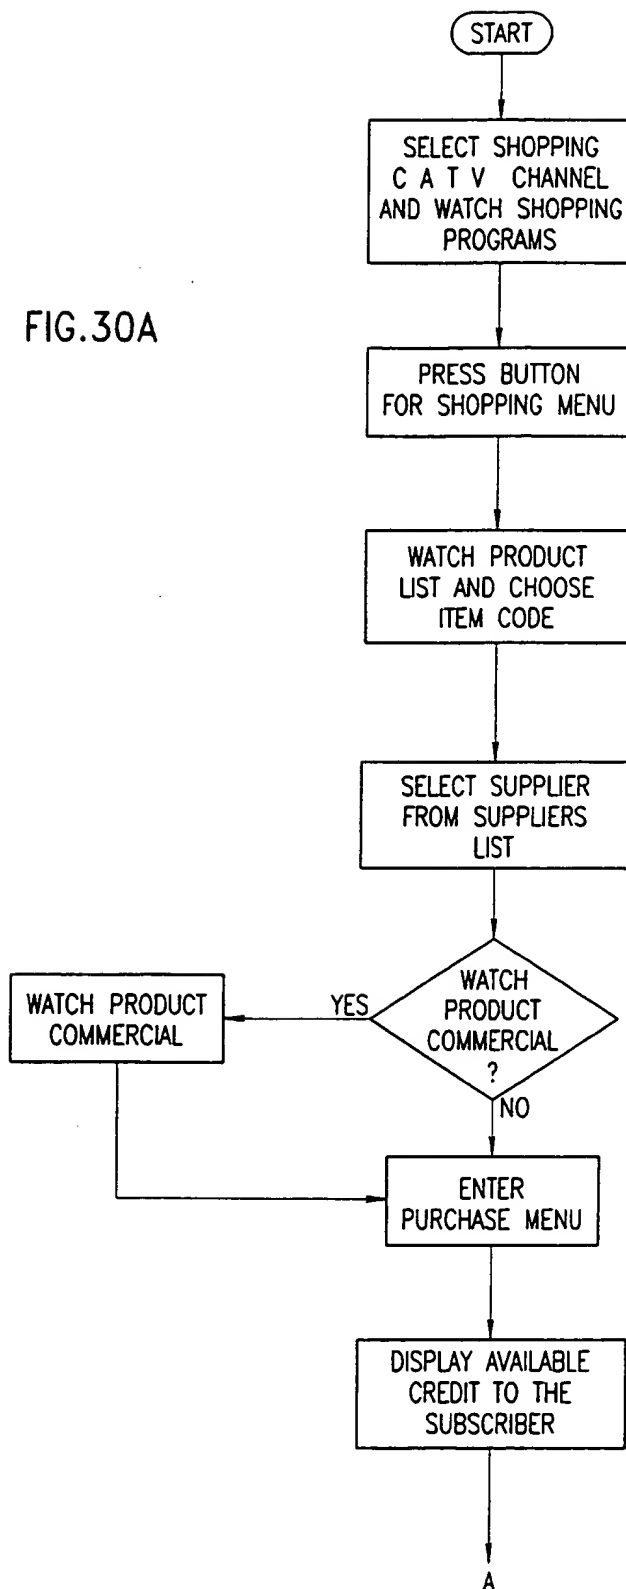 START
SELECT SHOPPING
C A T V CHANNEL
AND WATCH SHOPPING
PROGRAMS
FIG.30A
PRESS BUTTON
FOR SHOPPING MENU
WATCH PRODUCT
LIST AND CHOOSE
ITEM CODE
SELECT SUPPLIER
FROM SUPPLIERS
LIST
WATCH
PRODUCT
COMMERCIAL
?
YES
WATCH PRODUCT
COMMERCIAL
NO
ENTER
PURCHASE MENU
DISPLAY AVAILABLE
CREDIT TO THE
SUBSCRIBER
A